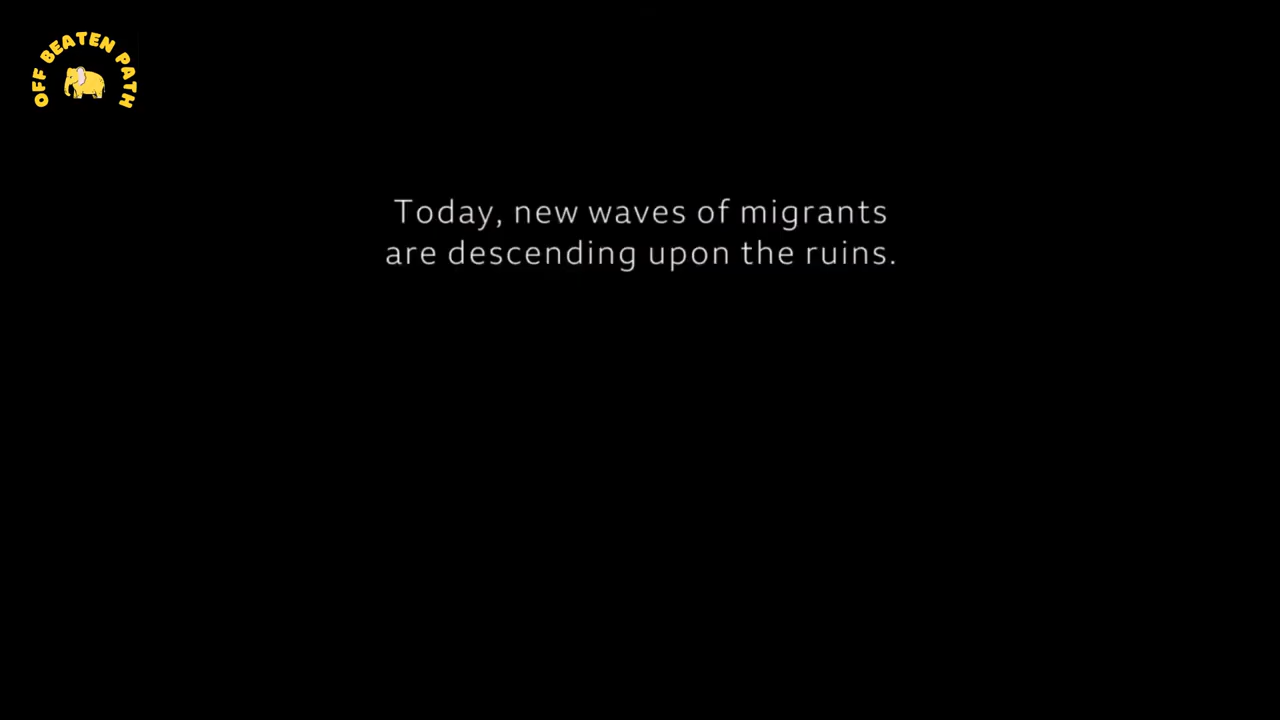 OFF BEATEN PATH
Today, new waves of migrants
are descending upon the ruins.